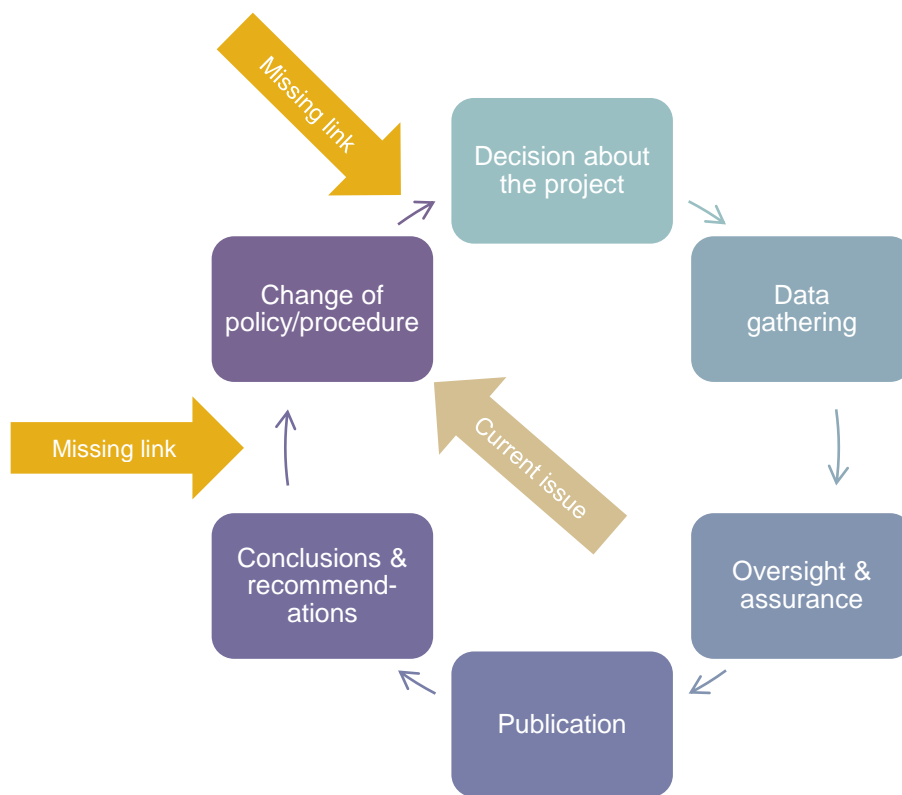 Missing link
Decision about
the project
Change of
policy/procedure
Data
gathering
Missing link
Current issue
Conclusions &
recommend-
ations
Oversight &
assurance
Publication